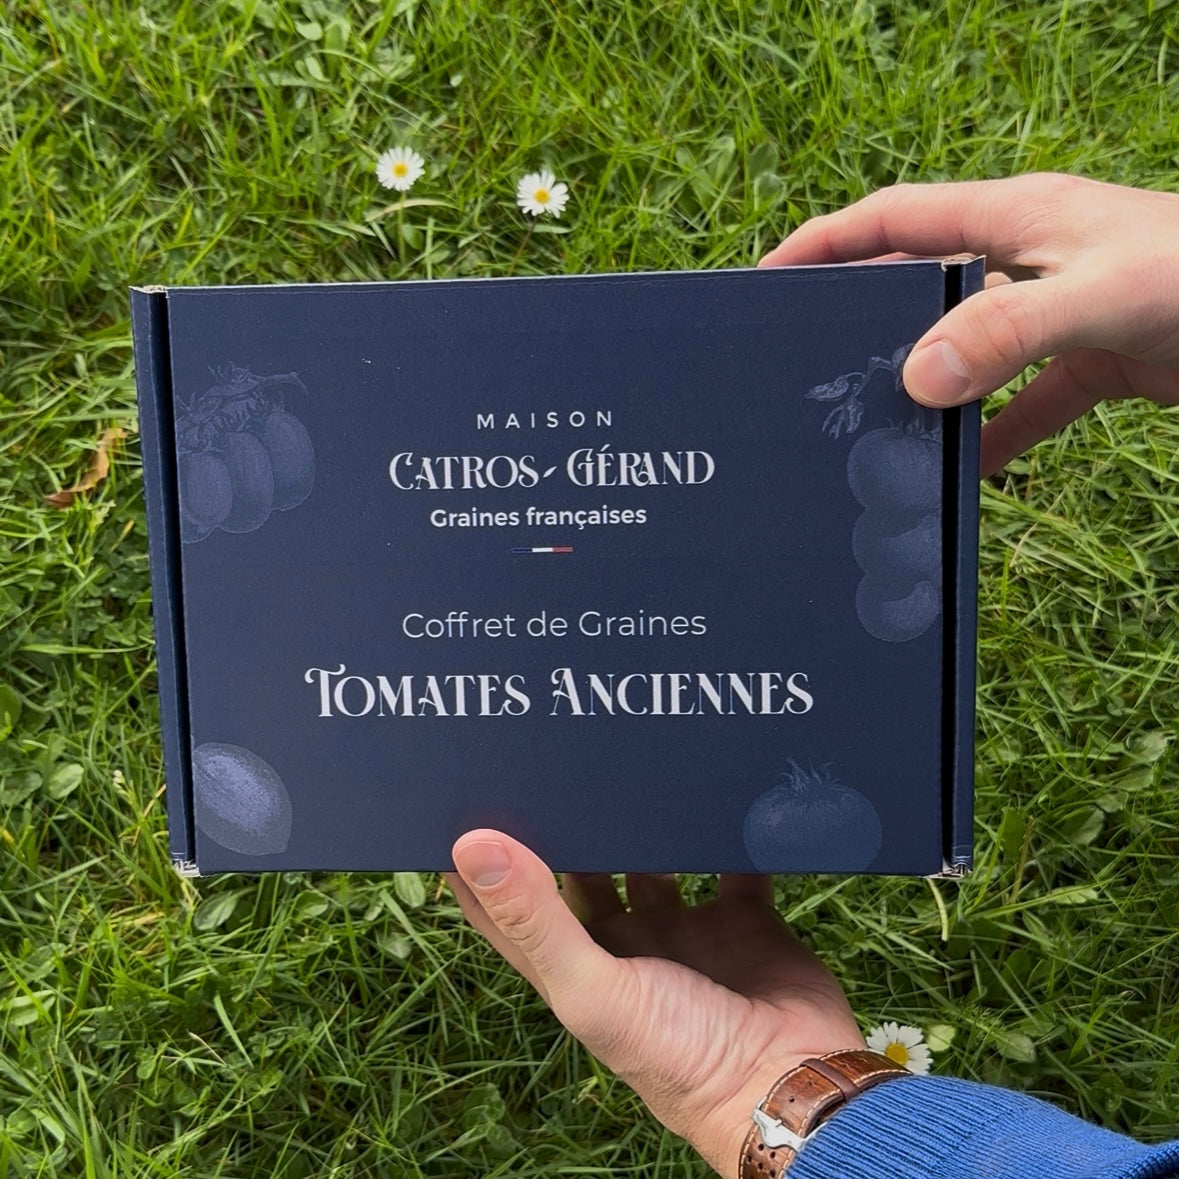 MAISON
CATROS-GÉRAND
Graines françaises
Coffret de Graines
TOMATES ANCIENNES